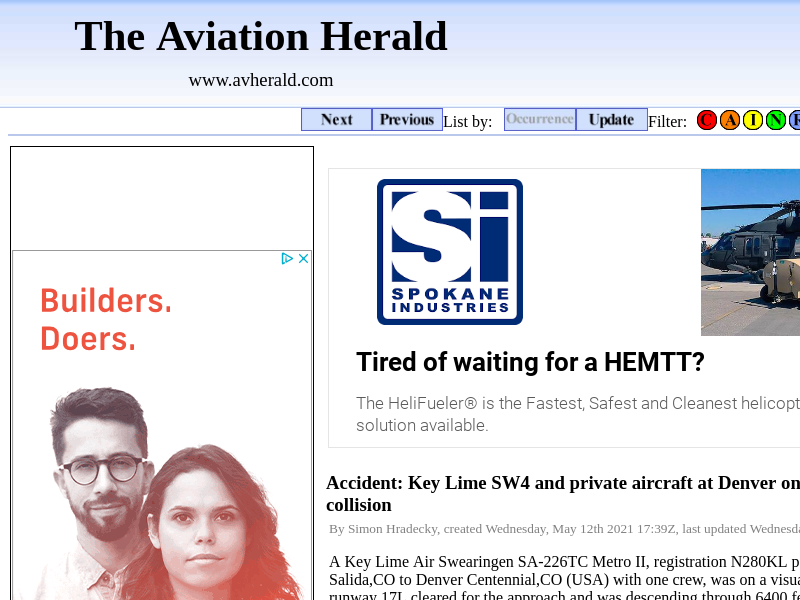 The Aviation Herald
www.avherald.com
Next Previous List by: Occurrence Update Filter: C A I N
Builders.
Doers.
Si
SPOKANE
INDUSTRIES
Tired of waiting for a HEMTT?
The HeliFueler® is the Fastest, Safest and Cleanest helicopt
solution available.
Accident: Key Lime SW4 and private aircraft at Denver on
collision
By Simon Hradecky, created Wednesday, May 12th 2021 17:39Z, last updated Wednesda
A Key Lime Air Swearingen SA-226TC Metro II, registration N280KL p
Salida,CO to Denver Centennial,CO (USA) with one crew, was on a visua
runway 17L cleared for the approach and was descending through 6400 fe